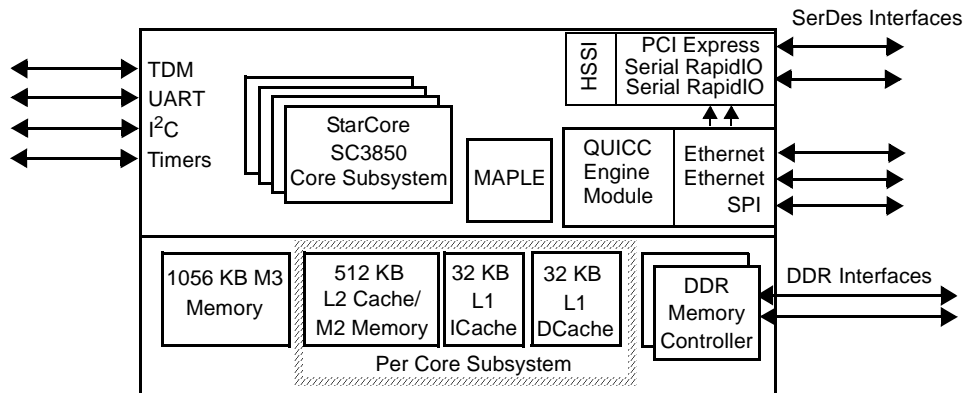 SerDes Interfaces
TDM
UART
I²C
Timers
StarCore
SC3850
Core Subsystem
MAPLE
HSSI
PCI Express
Serial RapidIO
Serial RapidIO
QUICC
Engine
Module
Ethernet
Ethernet
SPI
1056 KB M3
Memory
512 KB
L2 Cache/
M2 Memory
32 KB
L1
ICache
32 KB
L1
DCache
Per Core Subsystem
DDR
Memory
Controller
DDR Interfaces